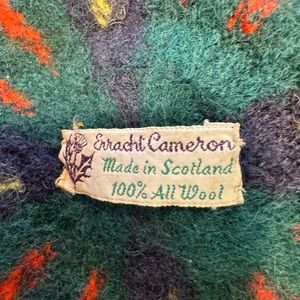 Erracht Cameron
Made in Scotland
100% All Wool